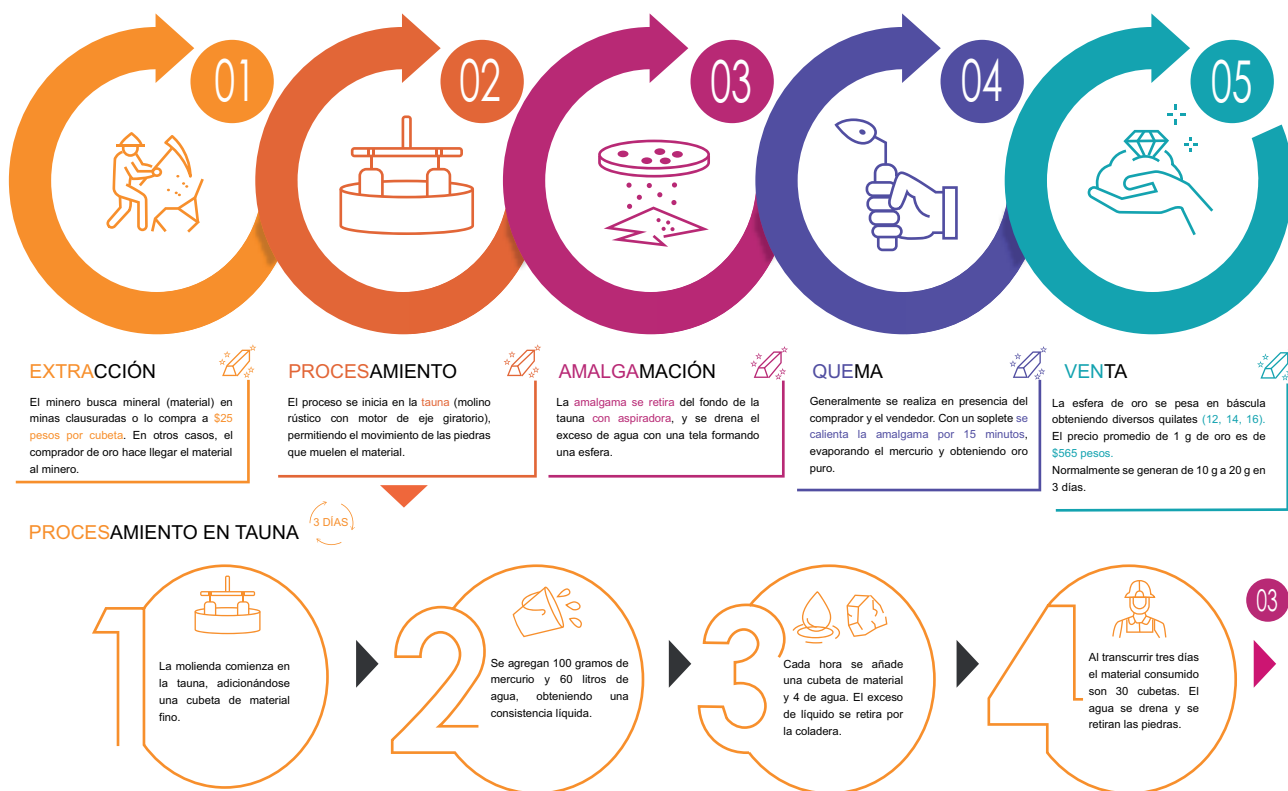 01
02
03
04
05
EXTRACCIÓN
El minero busca mineral (material) en
minas clausuradas o lo compra a $25
pesos por cubeta. En otros casos, el
comprador de oro hace llegar el material
al minero.
PROCESAMIENTO
El proceso se inicia en la tauna (molino
rústico con motor de eje giratorio),
permitiendo el movimiento de las piedras
que muelen el material.
AMALGAMACIÓN
La amalgama se retira del fondo de la
tauna con aspiradora, y se drena el
exceso de agua con una tela formando
una esfera.
QUEMA
Generalmente se realiza en presencia del
comprador y el vendedor. Con un soplete se
calienta la amalgama por 15 minutos,
evaporando el mercurio y obteniendo oro
puro.
VENTA
La esfera de oro se pesa en báscula
obteniendo diversos quilates (12, 14, 16).
El precio promedio de 1 g de oro es de
$565 pesos.
Normalmente se generan de 10 g a 20 g en
3 días.
PROCESAMIENTO EN TAUNA
3 DÍAS
1
La molienda comienza en
la tauna, adicionándose
una cubeta de material
fino.
2
Se agregan 100 gramos de
mercurio y 60 litros de
agua, obteniendo una
consistencia líquida.
3
Cada hora se añade
una cubeta de material
y 4 de agua. El exceso
de líquido se retira por
la coladera.
4
Al transcurrir tres días
el material consumido
son 30 cubetas. El
agua se drena y se
retiran las piedras.
03